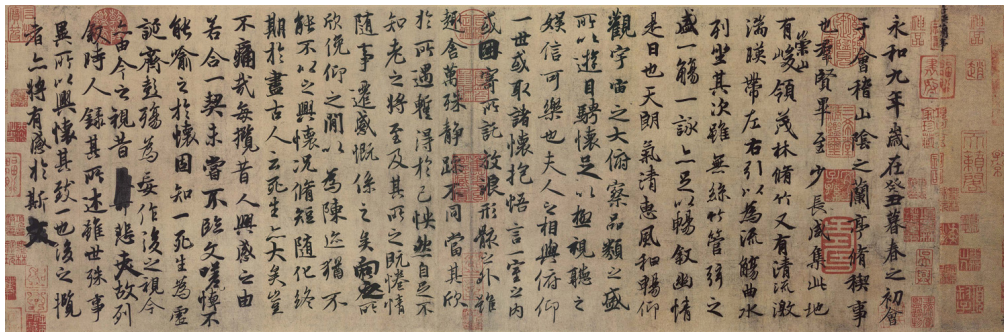 永和九年歲在癸丑暮春之初會
于會稽山陰之蘭亭脩稧事
也羣賢畢至少長咸集此地
有崇山峻領茂林脩竹又有清流激
湍暎帶左右引以為流觴曲水
列坐其次雖無絲竹管弦之
盛一觴一詠亦足以暢敘幽情
是日也天朗氣清惠風和暢仰
觀宇宙之大俯察品類之盛
所以遊目騁懷足以極視聽之
娛信可樂也夫人之相與俯仰
一世或取諸懷抱悟言一室之內
或因寄所託放浪形骸之外雖
趣舍萬殊靜躁不同當其欣
於所遇蹔得於己怏然自足不
知老之將至及其所之既惓情
隨事遷感慨係之矣向之所
欣俛仰之閒以為陳迹猶不
能不以之興懷況脩短隨化終
期於盡古人云死生亦大矣豈
不痛哉每攬昔人興感之由
若合一契未嘗不臨文嗟悼不
能喻之於懷固知一死生為虛
誕齊彭殤為妄作後之視今
亦由今之視昔悲夫故列
敘時人錄其所述雖世殊事
異所以興懷其致一也後之攬
者亦將有感於斯文